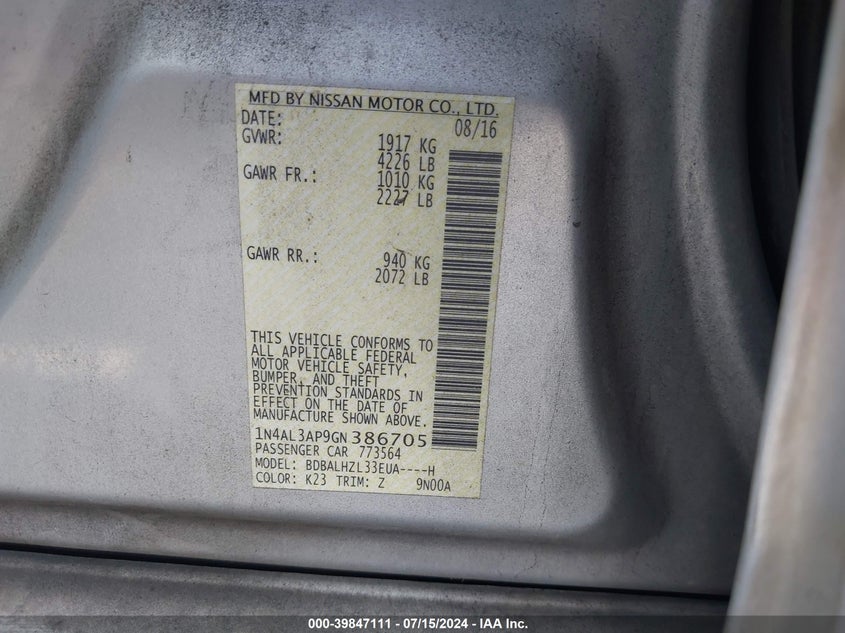 MFD BY NISSAN MOTOR CO., LTD.
DATE: 08/16
GVWR: 1917 KG
4226 LB
GAWR FR.: 1010 KG
2227 LB
GAWR RR.: 940 KG
2072 LB
THIS VEHICLE CONFORMS TO
ALL APPLICABLE FEDERAL
MOTOR VEHICLE SAFETY,
BUMPER, AND THEFT
PREVENTION STANDARDS IN
EFFECT ON THE DATE OF
MANUFACTURE SHOWN ABOVE.
1N4AL3AP9GN 386705
PASSENGER CAR 773564
MODEL: BDBALHZL33EUA----H
COLOR: K23 TRIM: Z 9N00A
000-39847111 - 07/15/2024 - IAA Inc.